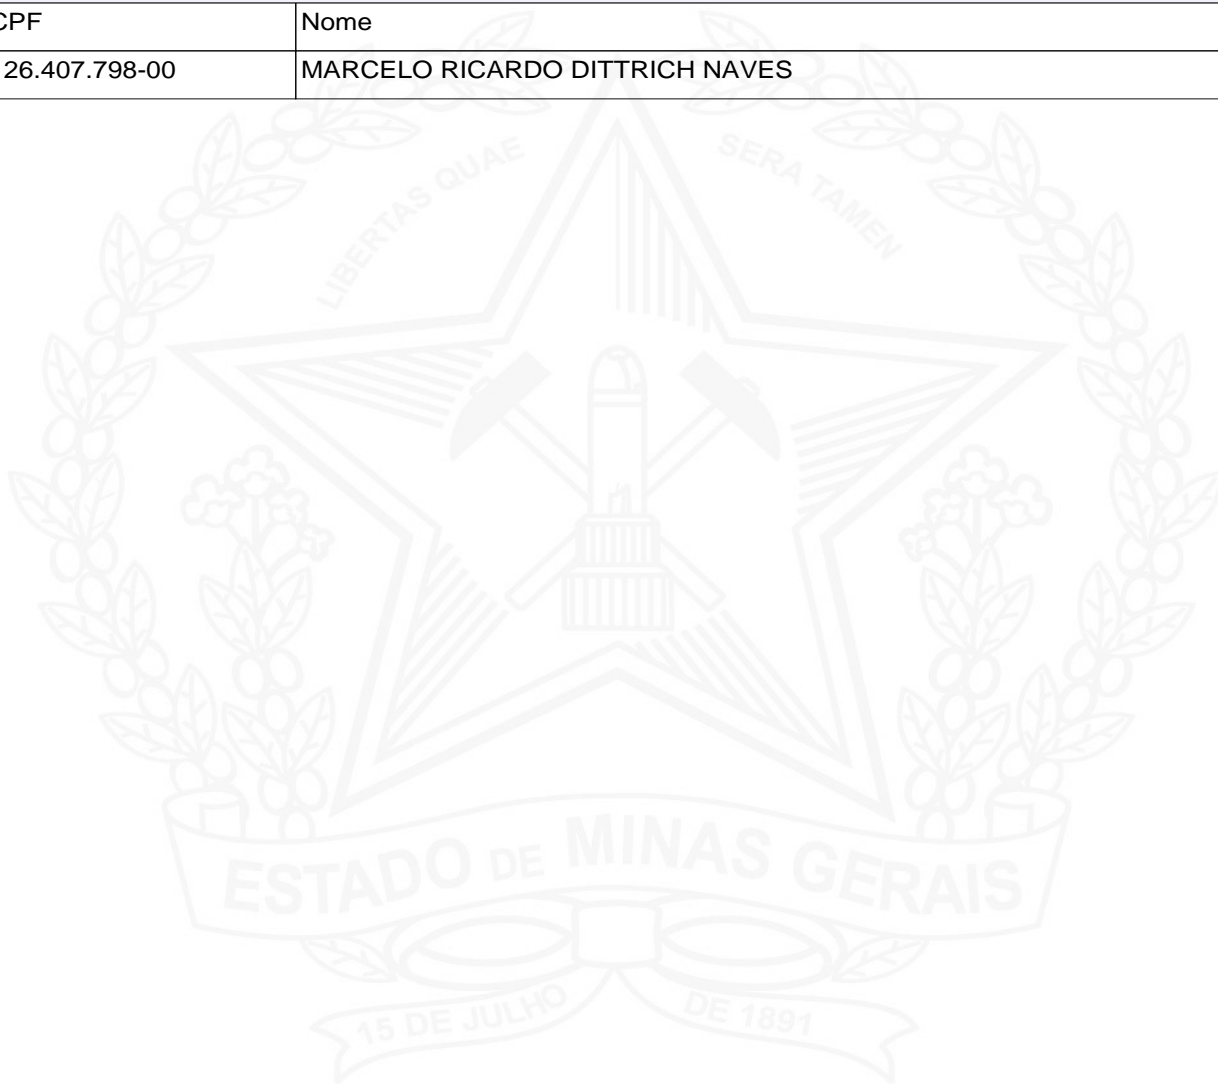 CPF Nome
26.407.798-00 MARCELO RICARDO DITTRICH NAVES
LIBERTAS QUAE SERA TAMEN
ESTADO DE MINAS GERAIS
15 DE JULHO DE 1891